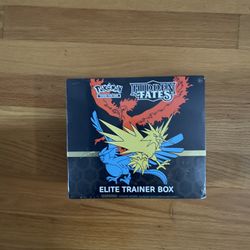 Pokémon
HIDDEN
FATES
ELITE TRAINER BOX